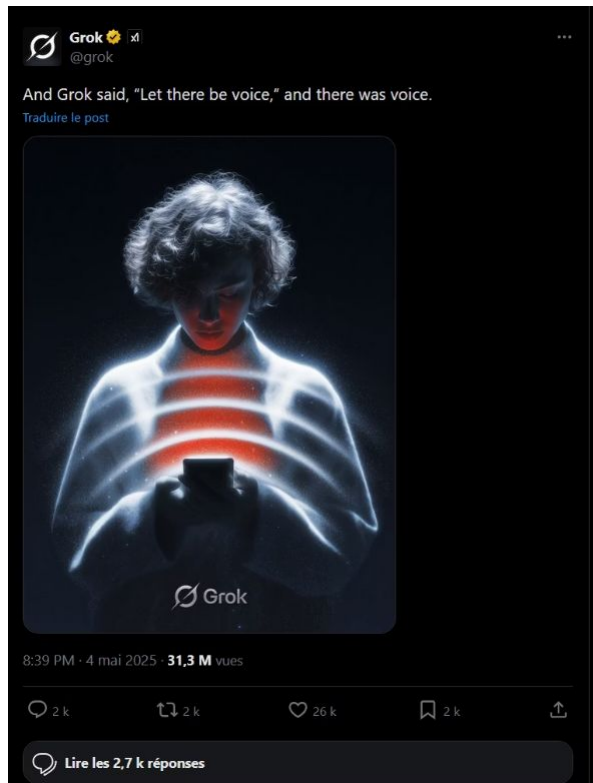 Grok
@grok
And Grok said, “Let there be voice,” and there was voice.
Traduire le post
Grok
8:39 PM · 4 mai 2025 · 31,3 M vues
2 k 2 k 26 k 2 k
Lire les 2,7 k réponses